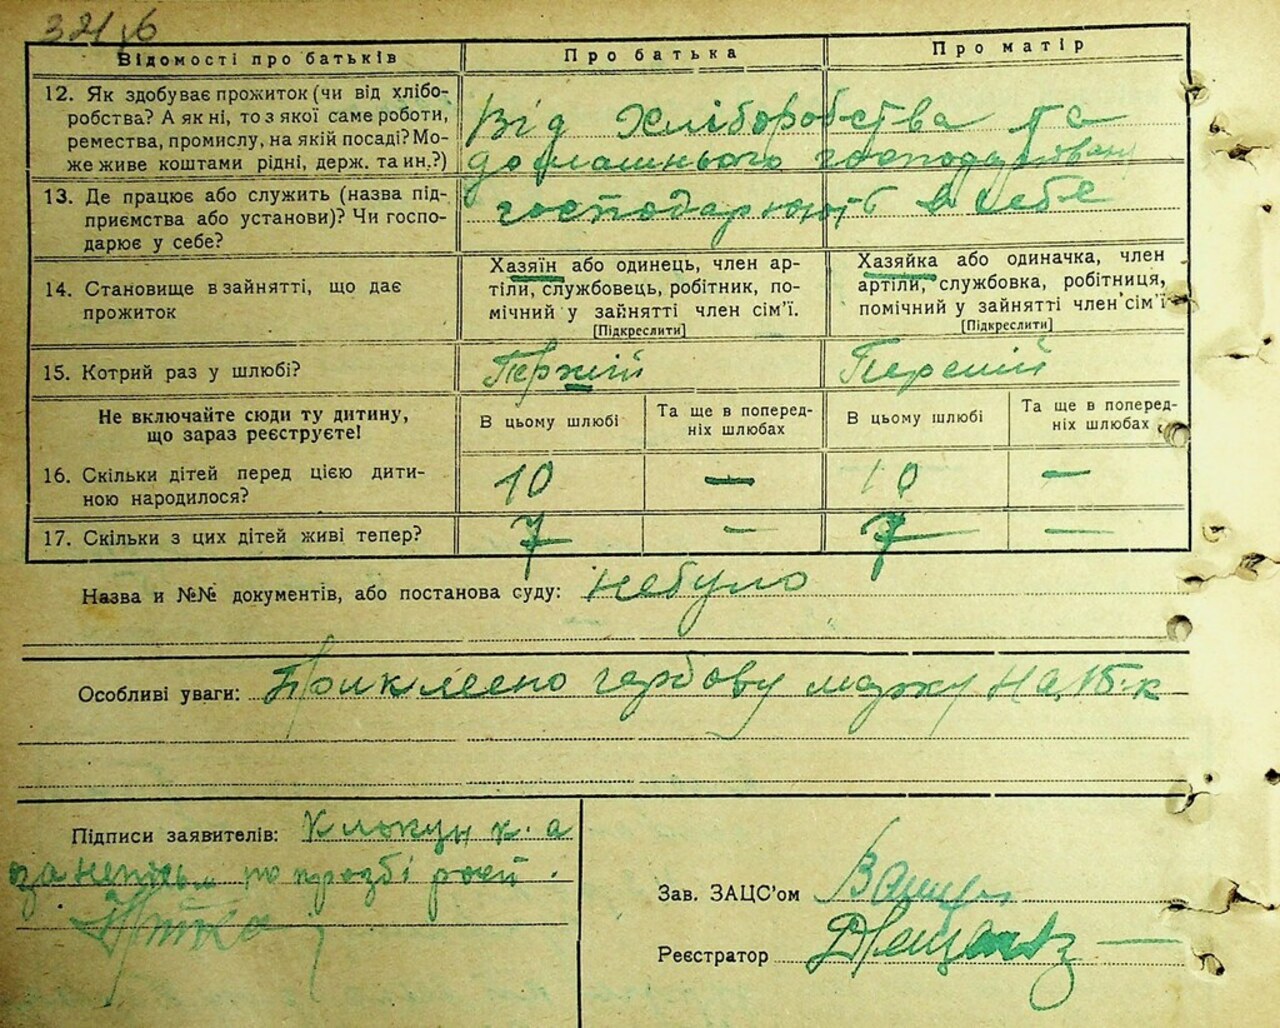 Відомості про батьків Про батька Про матір
12. Як здобуває прожиток (чи від хлібо-
робства? А як ні, то з якої саме роботи,
ремества, промислу, на якій посаді? Мо-
же живе коштами рідні, держ. та ин.?)
Від хліборобства та
домашнього господарювання
13. Де працює або служить (назва під-
приємства або установи)? Чи госпо-
дарює у себе?
господарюють в себе
14. Становище в зайнятті, що дає
прожиток
Хазяїн або одинець, член ар-
тіли, службовець, робітник, по-
мічний у зайнятті член сім'ї.
[Підкреслити]
Хазяйка або одиначка, член
артіли, службовка, робітниця,
помічний у зайнятті член сім'ї
[Підкреслити]
15. Котрий раз у шлюбі? Перший Перший
Не включайте сюди ту дитину,
що зараз реєструєте!
В цьому шлюбі
Та ще в поперед-
ніх шлюбах
В цьому шлюбі
Та ще в поперед-
ніх шлюбах
16. Скільки дітей перед цією дити-
ною народилося?
10 — 10 —
17. Скільки з цих дітей живі тепер? 7 — 7 —
Назва и №№ документів, або постанова суду: небуло
Особливі уваги: Приклеєно гербову марку на 15-к
Підписи заявителів: Клокун к. а
по прозбі
Зав. ЗАЦС'ом
Реєстратор